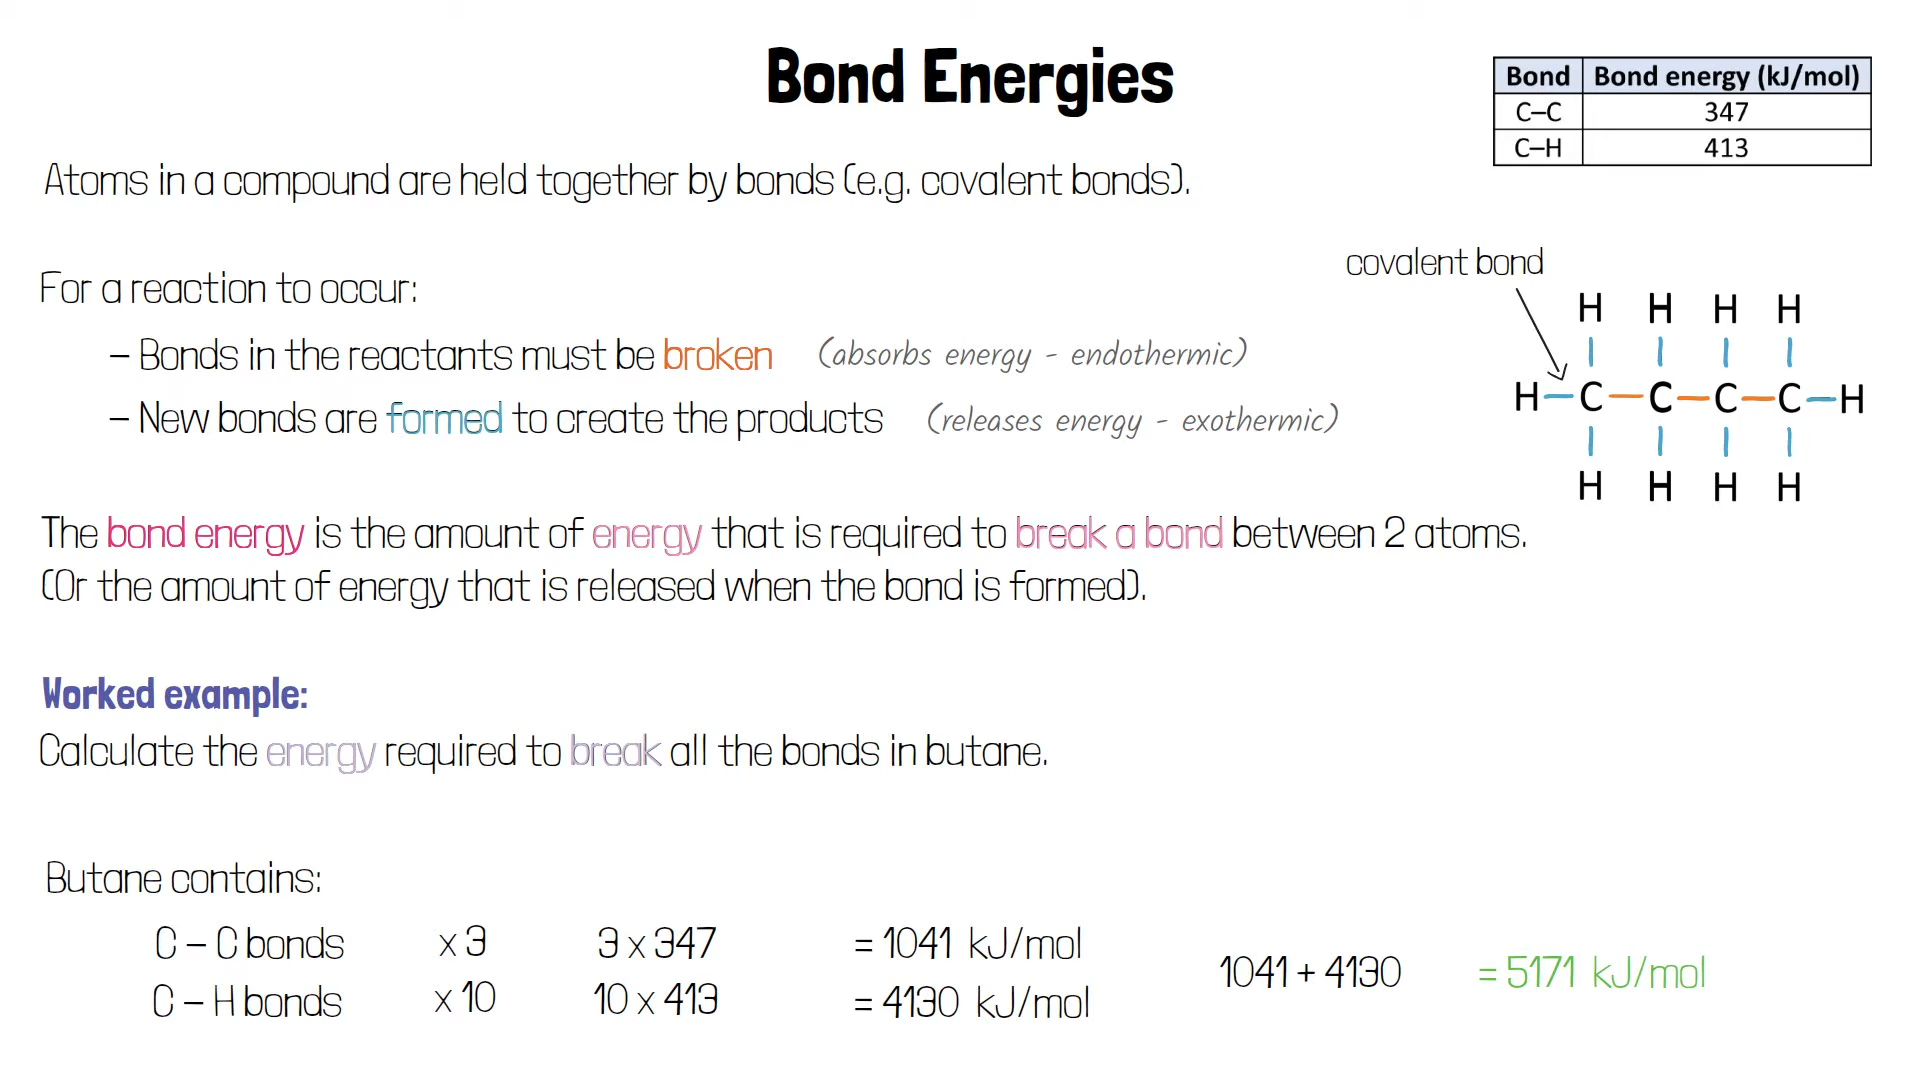 Bond Energies
Bond Bond energy (kJ/mol)
C–C 347
C–H 413
Atoms in a compound are held together by bonds (e.g. covalent bonds).
For a reaction to occur:
– Bonds in the reactants must be broken (absorbs energy - endothermic)
– New bonds are formed to create the products (releases energy - exothermic)
covalent bond
H H H H
H–C–C–C–C–H
H H H H
The bond energy is the amount of energy that is required to break a bond between 2 atoms.
(Or the amount of energy that is released when the bond is formed).
Worked example:
Calculate the energy required to break all the bonds in butane.
Butane contains:
C – C bonds x 3 3 x 347 = 1041 kJ/mol
C – H bonds x 10 10 x 413 = 4130 kJ/mol
1041 + 4130 = 5171 kJ/mol